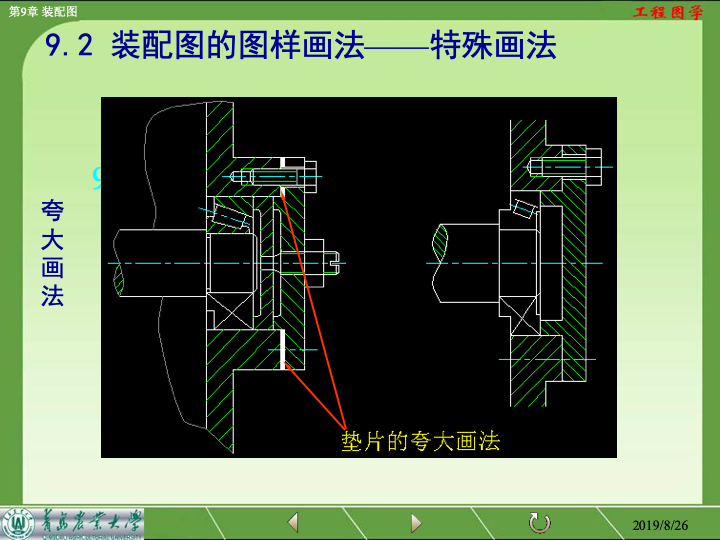 第9章 装配图
工程图学
9.2 装配图的图样画法——特殊画法
9
夸
大
画
法
垫片的夸大画法
青岛农业大学
2019/8/26